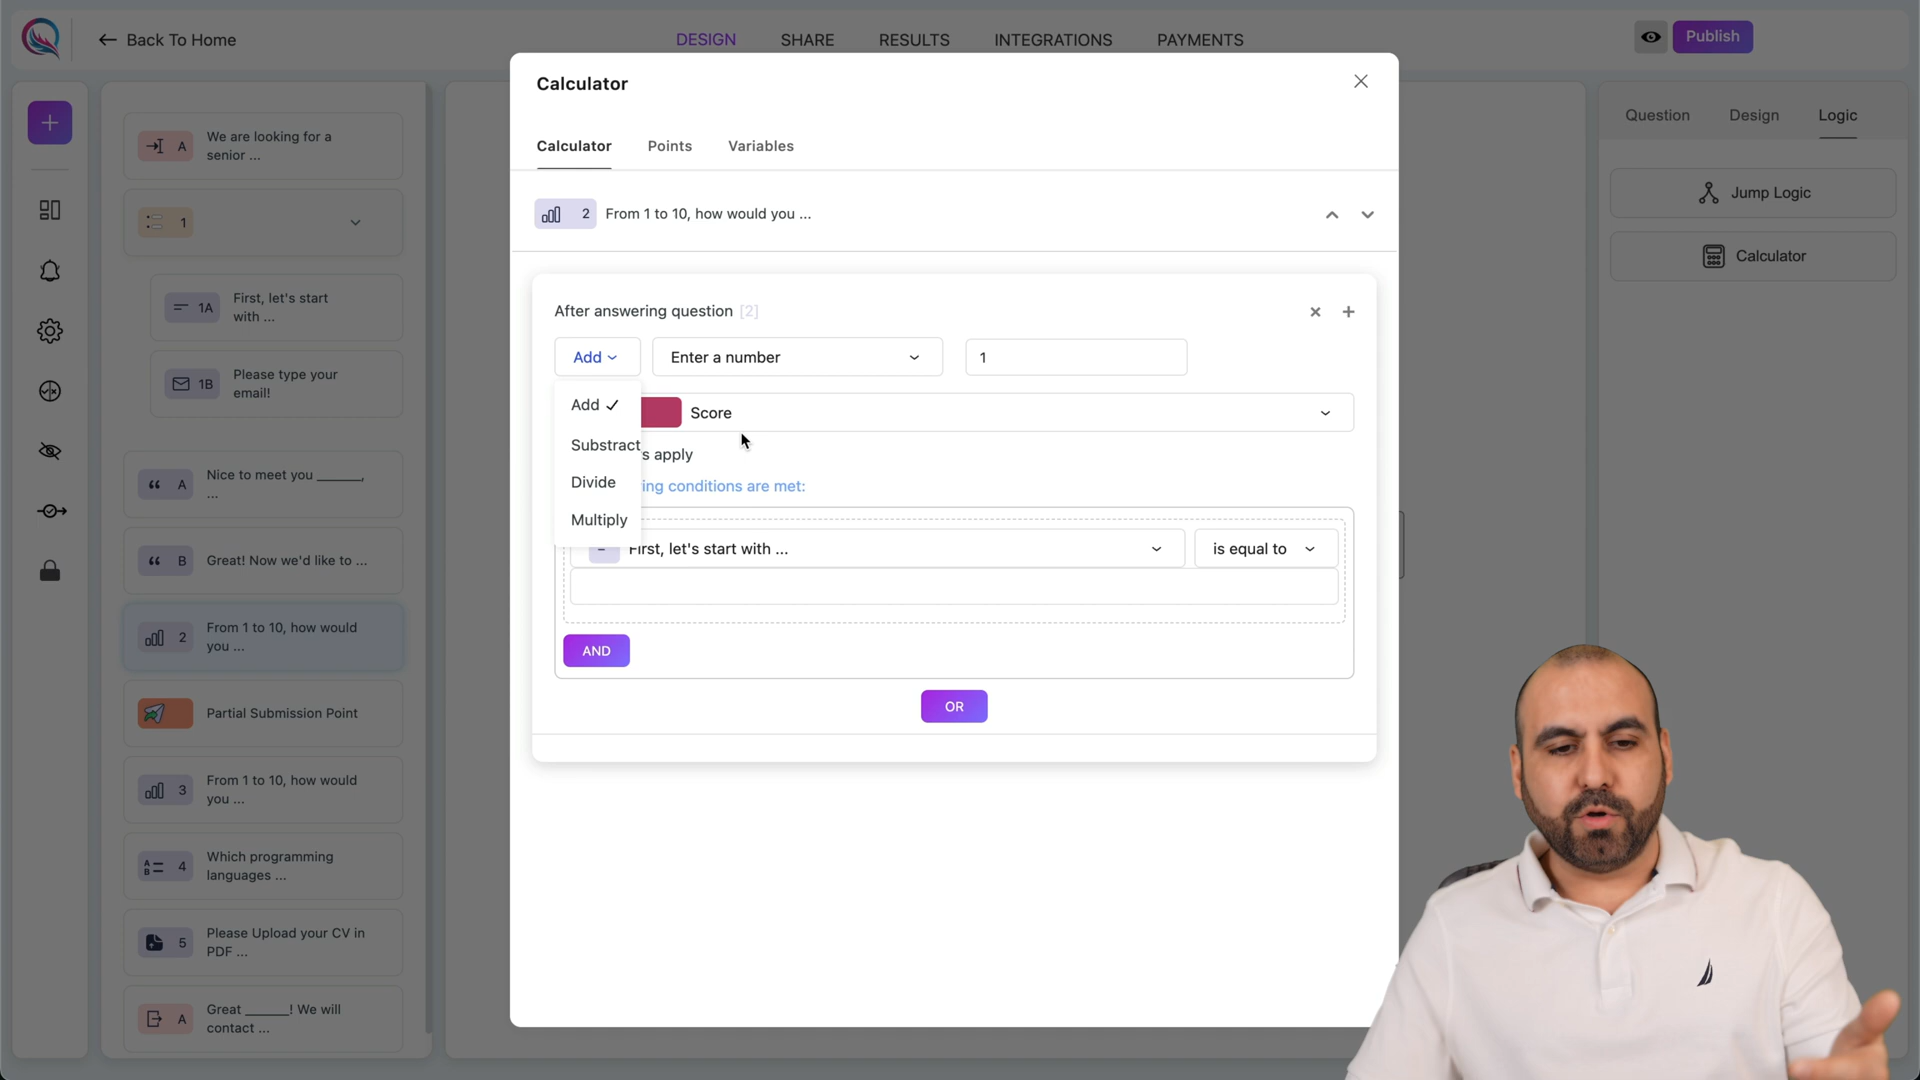 Back To Home
DESIGN
SHARE
RESULTS
INTEGRATIONS
PAYMENTS
Publish
A
We are looking for a
senior ...
1
1A
First, let's start
with ...
1B
Please type your
email!
A
Nice to meet you ______,
...
B
Great! Now we'd like to ...
2
From 1 to 10, how would
you ...
Partial Submission Point
3
From 1 to 10, how would
you ...
4
Which programming
languages ...
5
Please Upload your CV in
PDF ...
A
Great ______! We will
contact ...
Calculator
Calculator
Points
Variables
2
From 1 to 10, how would you ...
After answering question [2]
Add
Enter a number
1
Add
Substract
Divide
Multiply
Score
s apply
ing conditions are met:
First, let's start with ...
is equal to
AND
OR
Question
Design
Logic
Jump Logic
Calculator